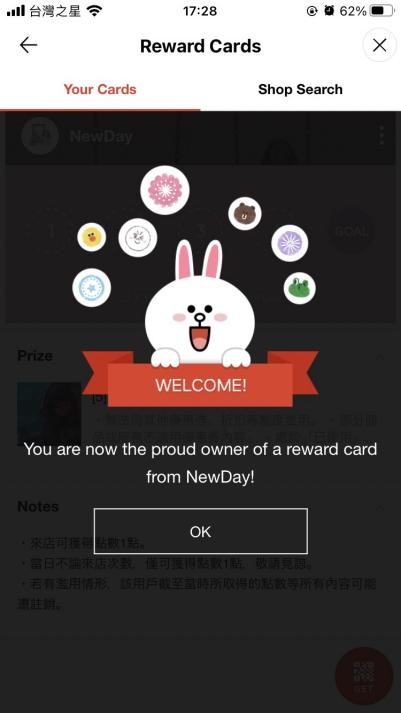 台灣之星
17:28
62%
Reward Cards
Your Cards
Shop Search
NewDay
1
3
GOAL
WELCOME!
Prize
You are now the proud owner of a reward card
from NewDay!
Notes
OK
・來店可獲得點數1點。
・當日不論來店次數，僅可獲得點數1點，敬請見諒。
・若有濫用情形，該用戶截至當時所取得的點數等所有內容可能
遭註銷。
GET